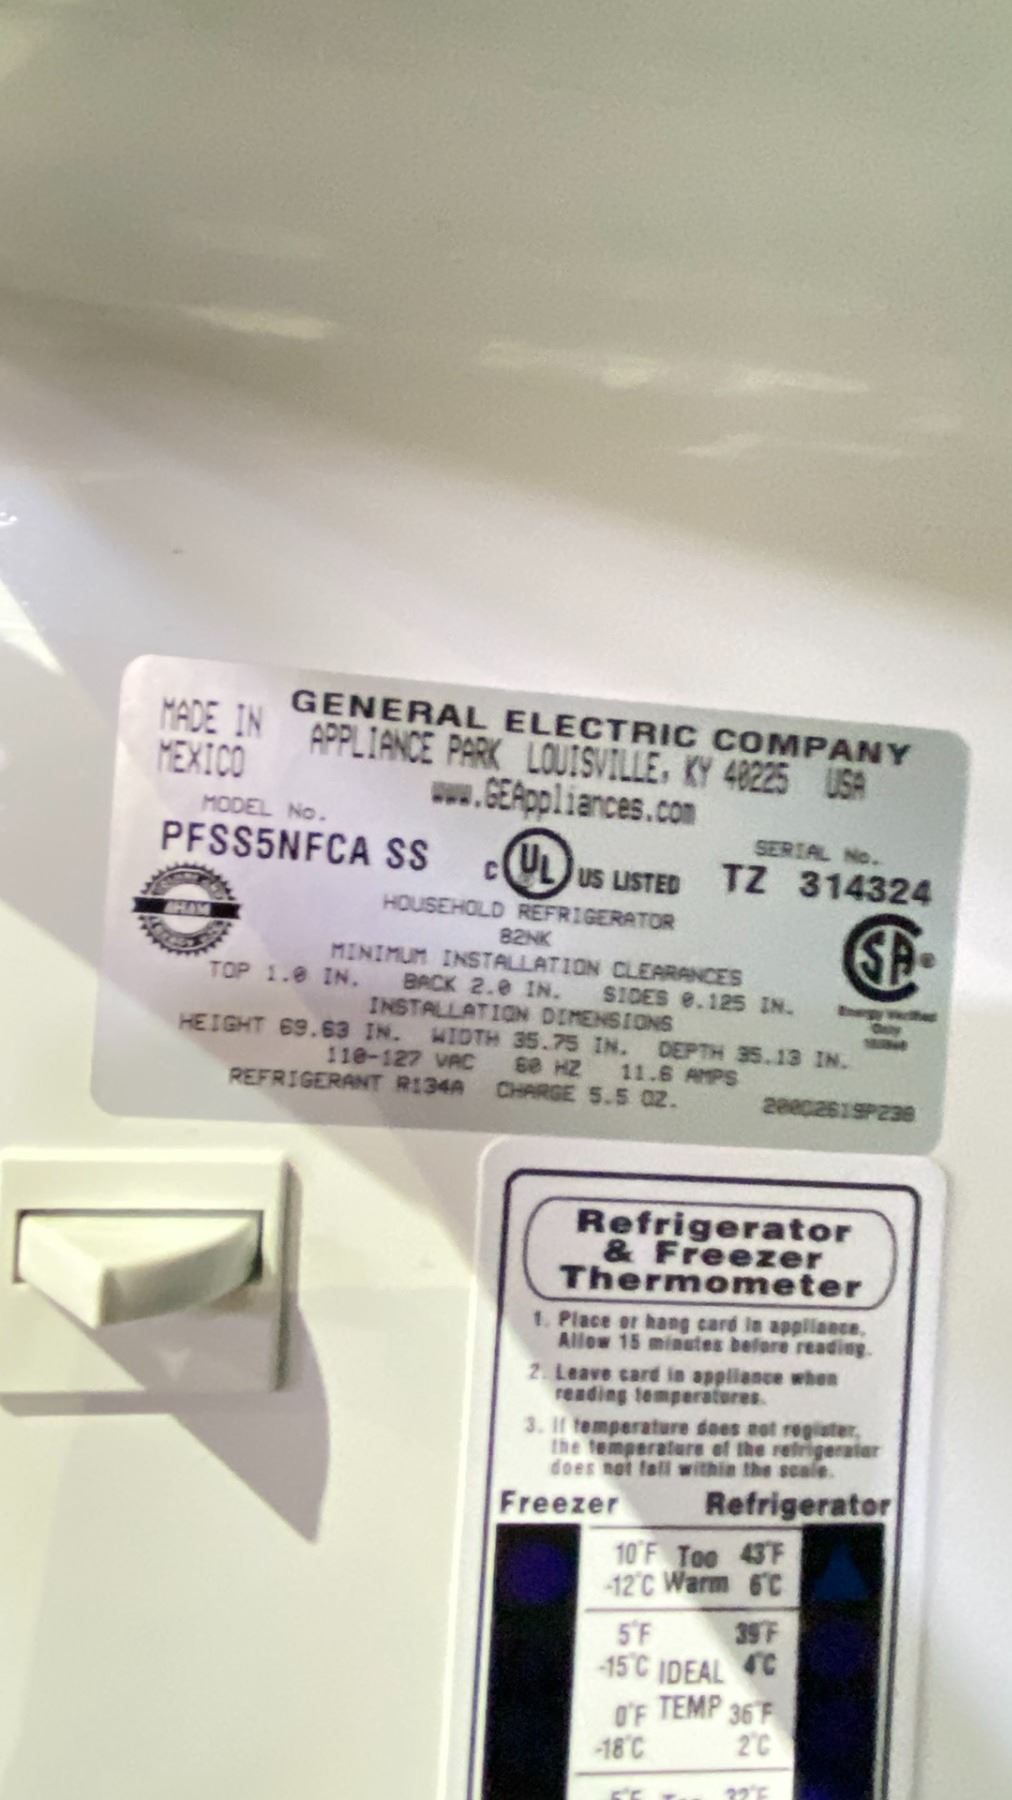 MADE IN
MEXICO
GENERAL ELECTRIC COMPANY
APPLIANCE PARK LOUISVILLE, KY 40225 USA
www.GEAppliances.com
MODEL No.
PFSS5NFCA SS
C UL US LISTED
SERIAL No.
TZ 314324
AHAM
HOUSEHOLD REFRIGERATOR
82NK
SA®
Energy Verified
Only
MINIMUM INSTALLATION CLEARANCES
TOP 1.0 IN. BACK 2.0 IN. SIDES 0.125 IN.
INSTALLATION DIMENSIONS
HEIGHT 69.63 IN. WIDTH 35.75 IN. DEPTH 35.13 IN.
110-127 VAC 60 HZ 11.6 AMPS
REFRIGERANT R134A CHARGE 5.5 OZ.
Refrigerator
& Freezer
Thermometer
1. Place or hang card in appliance.
Allow 15 minutes before reading.
2. Leave card in appliance when
reading temperatures.
3. If temperature does not register,
the temperature of the refrigerator
does not fall within the scale.
Freezer Refrigerator
10°F Too 43°F
-12°C Warm 6°C
5°F 39°F
-15°C IDEAL 4°C
0°F TEMP 36°F
-18°C 2°C